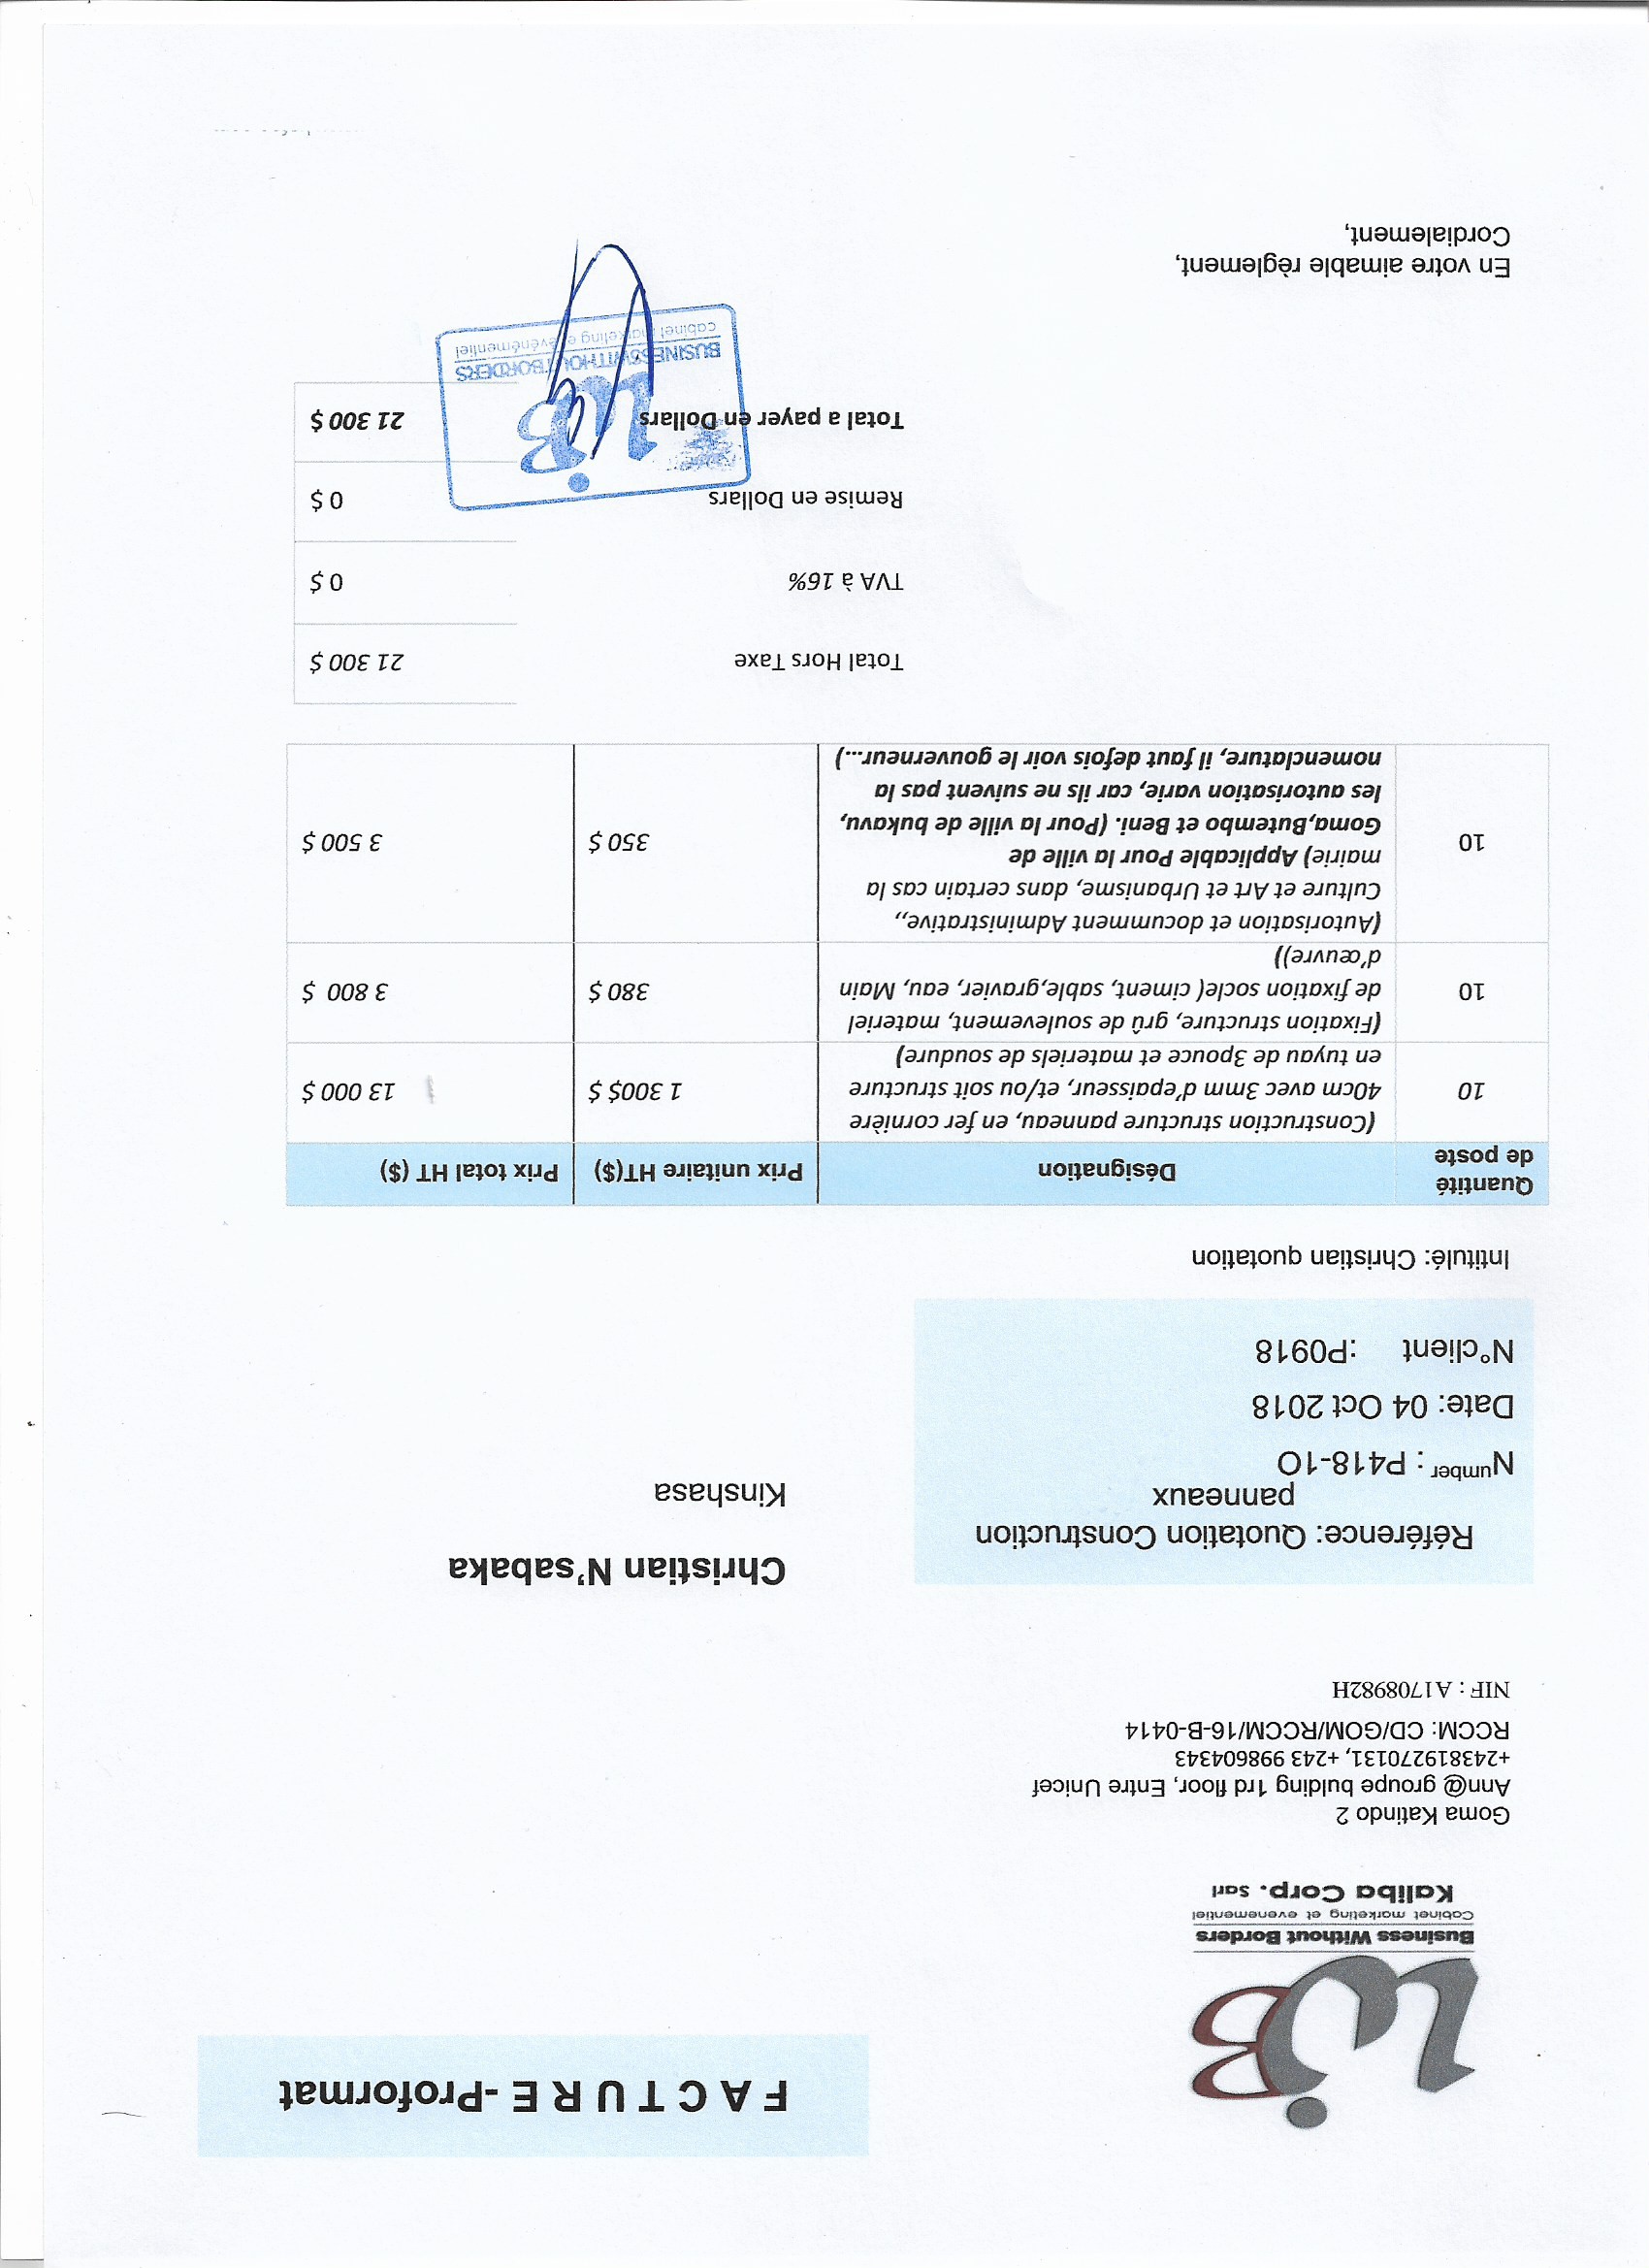 FACTURE-Proformat
Business Without Borders
Cabinet marketing et evenementiel
Kaliba Corp. Sarl
Goma Katindo 2
Ann@ groupe bulding 1rd floor, Entre Unicef
+243819270131, +243 998604343
RCCM: CD/GOM/RCCM/16-B-0414
NIF : A1708982H
Référence: Quotation Construction
panneaux
Number : P418-1O
Date: 04 Oct 2018
N°client :P0918
Christian N'sabaka
Kinshasa
Intitulé: Christian quotation
Quantité de poste Désignation Prix unitaire HT($) Prix total HT ($)
10 (Construction structure panneau, en fer cornière 1 300$ $ 13 000 $
40cm avec 3mm d'epaisseur, et/ou soit structure
en tuyau de 3pouce et materiels de soudure)
10 (Fixation structure, grû de soulevement, materiel 380 $ 3 800 $
de fixation socle( ciment, sable,gravier, eau, Main
d'œuvre))
10 (Autorisation et documment Administrative,, 350 $ 3 500 $
Culture et Art et Urbanisme, dans certain cas la
mairie) Applicable Pour la ville de
Goma,Butembo et Beni. (Pour la ville de bukavu,
les autorisation varie, car ils ne suivent pas la
nomenclature, il faut defois voir le gouverneur...)
Total Hors Taxe 21 300 $
TVA à 16% 0 $
Remise en Dollars 0 $
Total a payer en Dollars 21 300 $
BUSINESSWITHOUTBORDERS
cabinet marketing et événémentiel
En votre aimable règlement,
Cordialement,